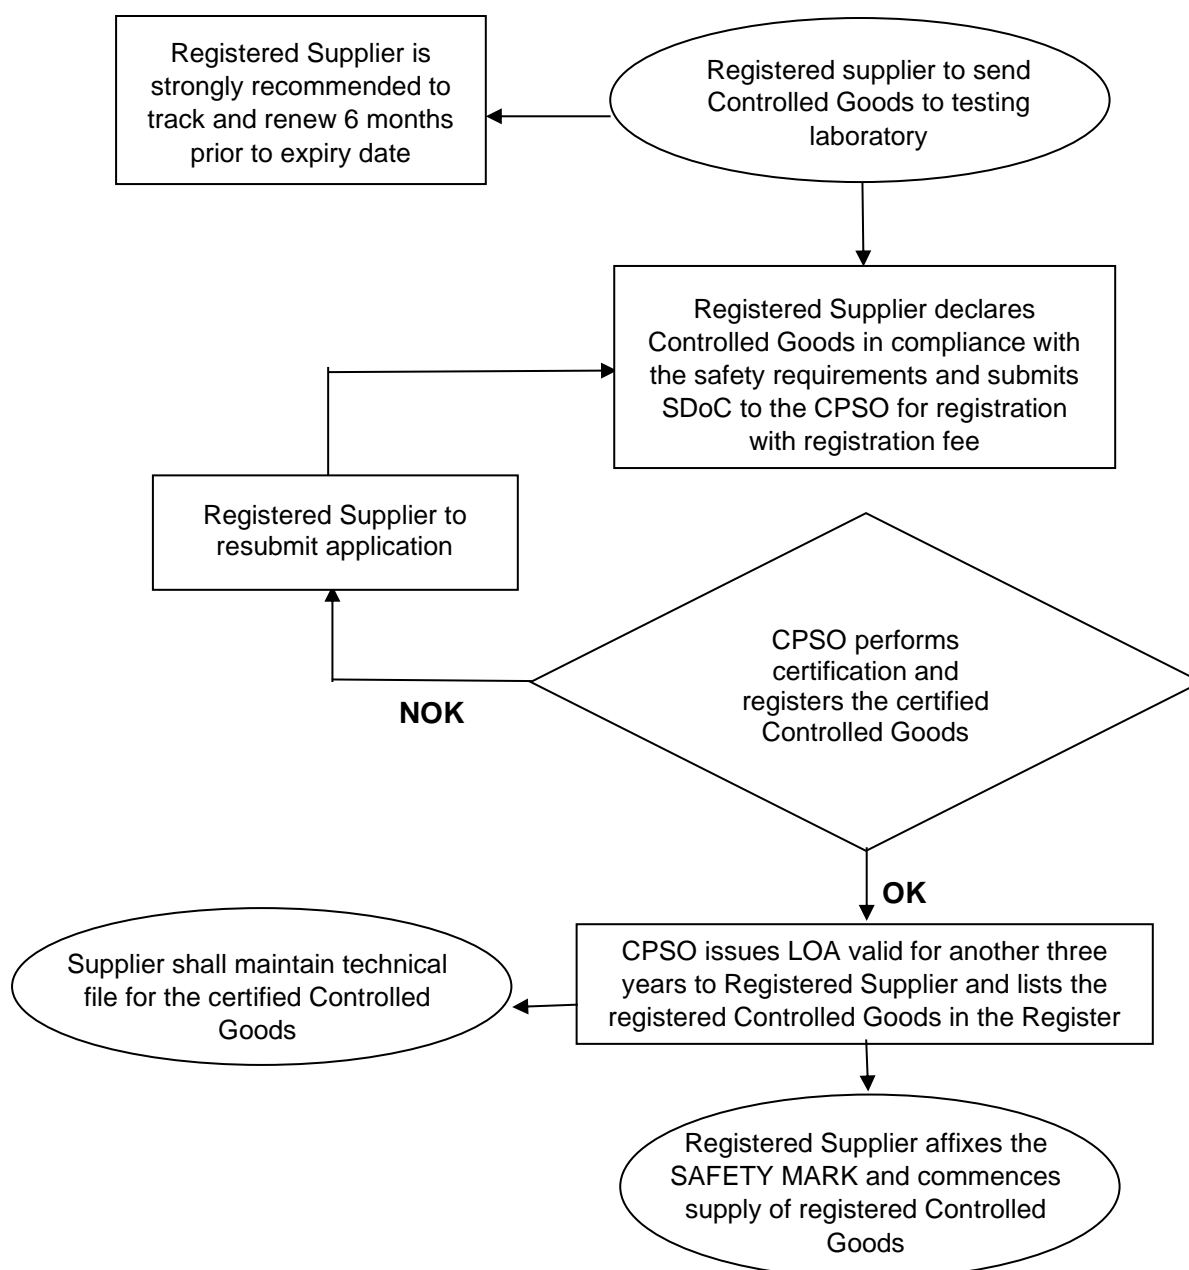 Registered Supplier is
strongly recommended to
track and renew 6 months
prior to expiry date
Registered supplier to send
Controlled Goods to testing
laboratory
Registered Supplier declares
Controlled Goods in compliance with
the safety requirements and submits
SDoC to the CPSO for registration
with registration fee
Registered Supplier to
resubmit application
CPSO performs
certification and
registers the certified
Controlled Goods
NOK
OK
CPSO issues LOA valid for another three
years to Registered Supplier and lists the
registered Controlled Goods in the Register
Supplier shall maintain technical
file for the certified Controlled
Goods
Registered Supplier affixes the
SAFETY MARK and commences
supply of registered Controlled
Goods